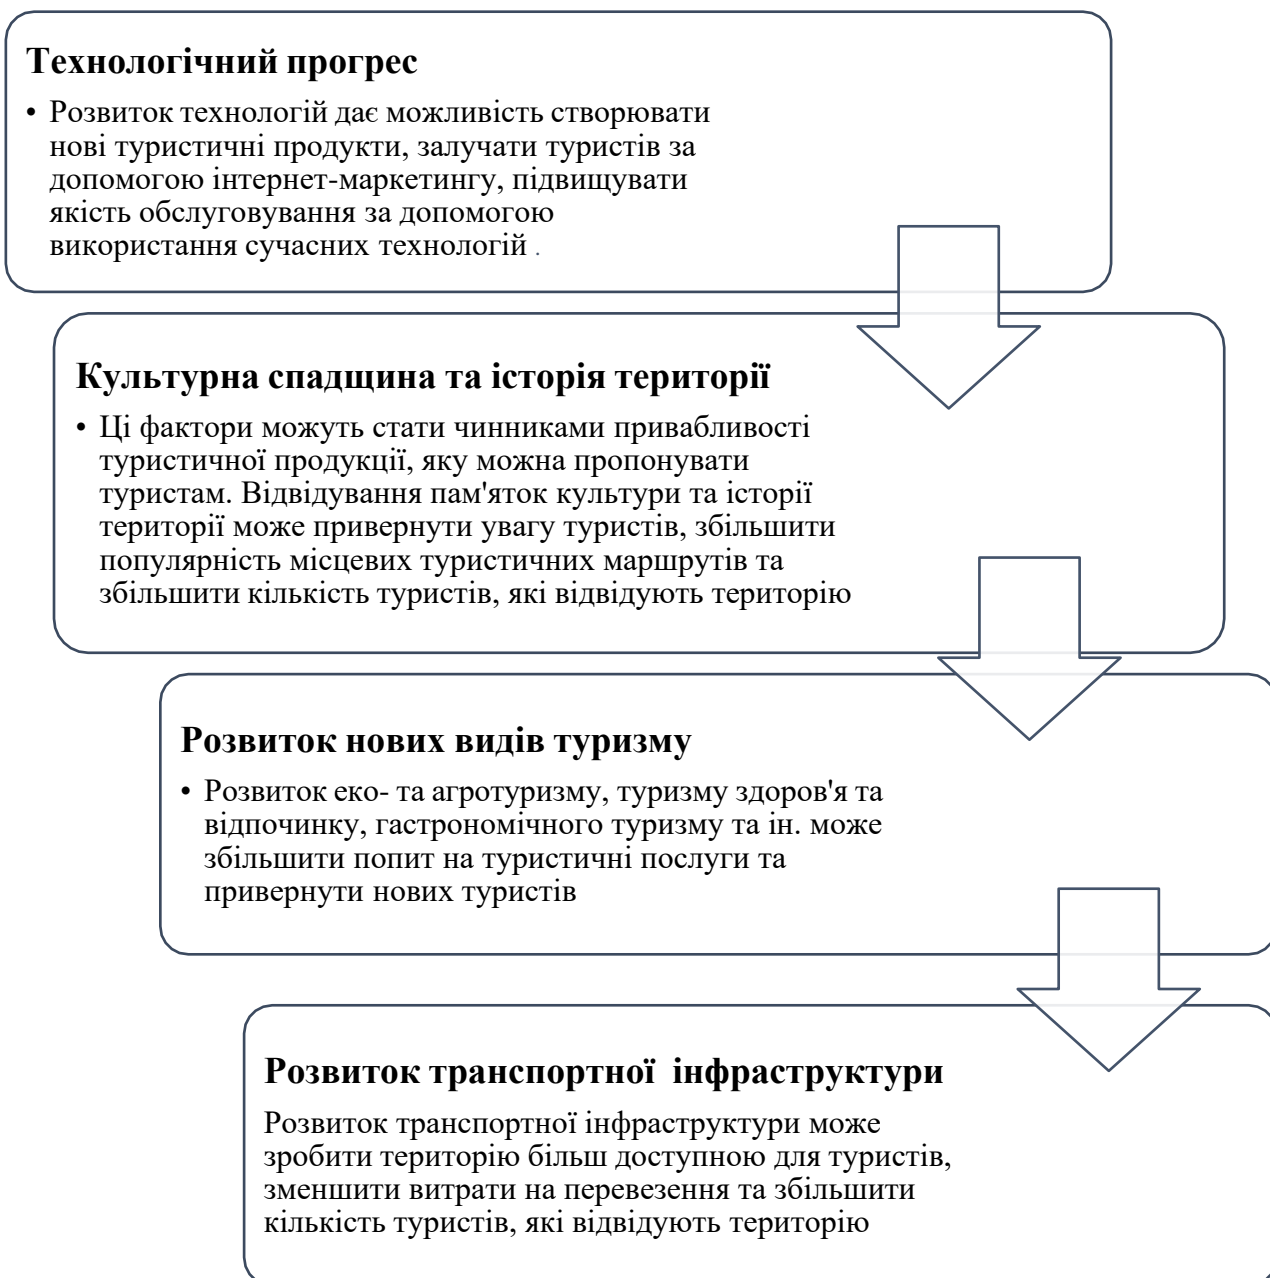 Технологічний прогрес
• Розвиток технологій дає можливість створювати
нові туристичні продукти, залучати туристів за
допомогою інтернет-маркетингу, підвищувати
якість обслуговування за допомогою
використання сучасних технологій .
Культурна спадщина та історія території
• Ці фактори можуть стати чинниками привабливості
туристичної продукції, яку можна пропонувати
туристам. Відвідування пам'яток культури та історії
території може привернути увагу туристів, збільшити
популярність місцевих туристичних маршрутів та
збільшити кількість туристів, які відвідують територію
Розвиток нових видів туризму
• Розвиток еко- та агротуризму, туризму здоров'я та
відпочинку, гастрономічного туризму та ін. може
збільшити попит на туристичні послуги та
привернути нових туристів
Розвиток транспортної  інфраструктури
Розвиток транспортної інфраструктури може
зробити територію більш доступною для туристів,
зменшити витрати на перевезення та збільшити
кількість туристів, які відвідують територію